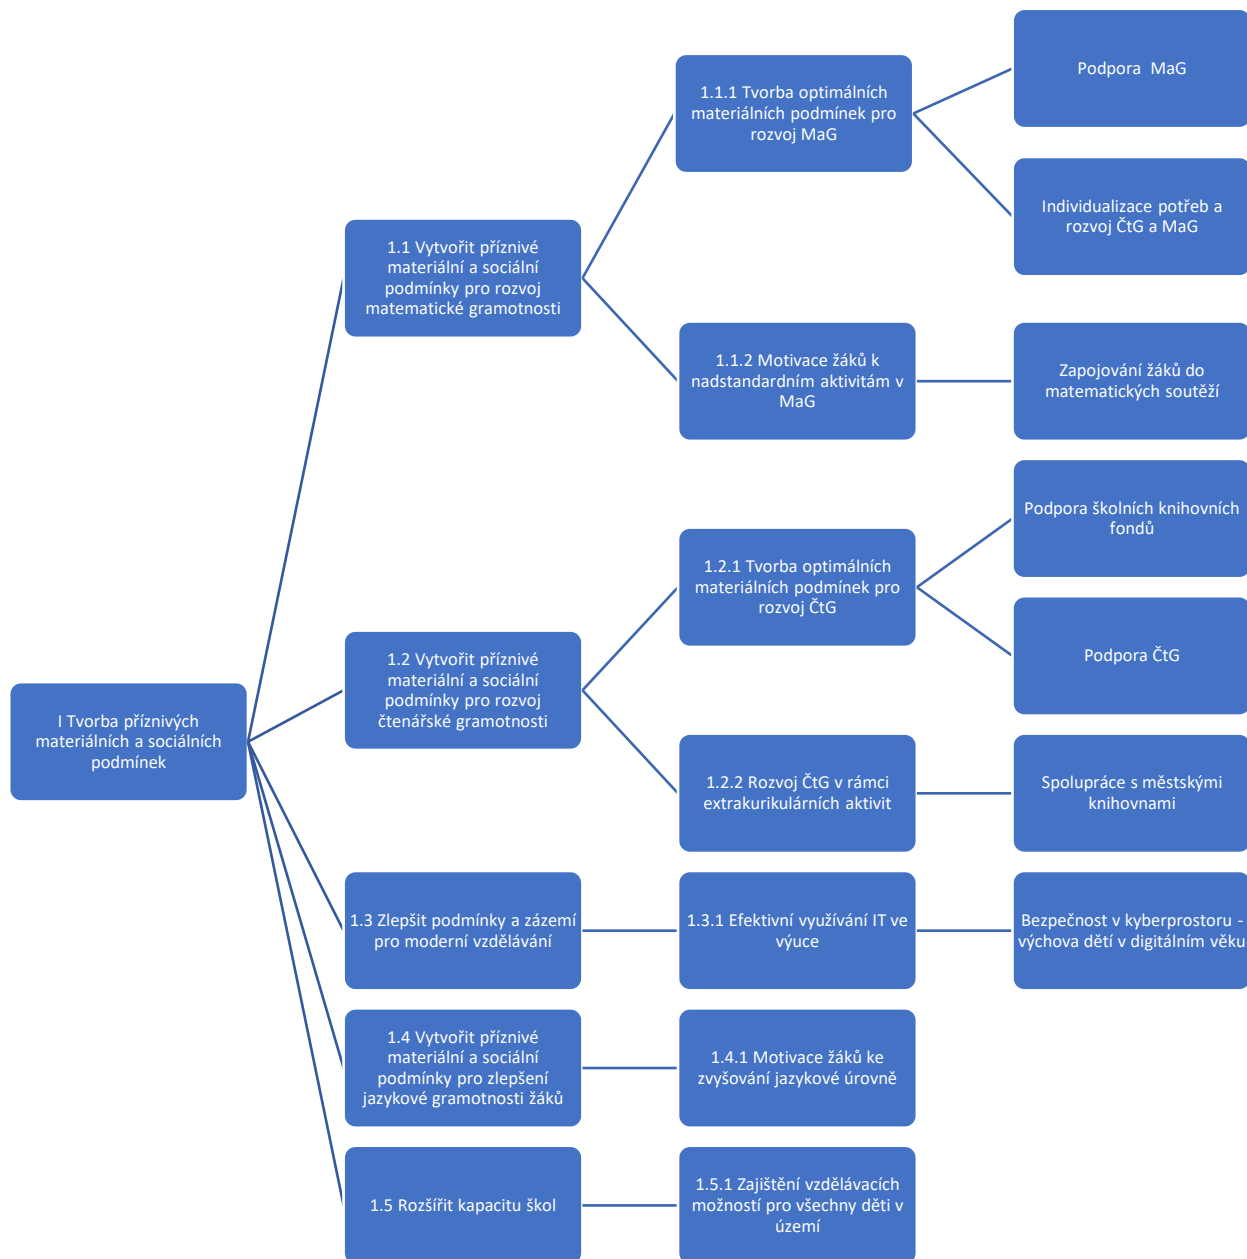 I Tvorba příznivých
materiálních a sociálních
podmínek
1.1 Vytvořit příznivé
materiální a sociální
podmínky pro rozvoj
matematické gramotnosti
1.1.1 Tvorba optimálních
materiálních podmínek pro
rozvoj MaG
Podpora MaG
Individualizace potřeb a
rozvoj ČtG a MaG
1.1.2 Motivace žáků k
nadstandardním aktivitám v
MaG
Zapojování žáků do
matematických soutěží
1.2 Vytvořit příznivé
materiální a sociální
podmínky pro rozvoj
čtenářské gramotnosti
1.2.1 Tvorba optimálních
materiálních podmínek pro
rozvoj ČtG
Podpora školních knihovních
fondů
Podpora ČtG
1.2.2 Rozvoj ČtG v rámci
extrakurikulárních aktivit
Spolupráce s městskými
knihovnami
1.3 Zlepšit podmínky a zázemí
pro moderní vzdělávání
1.3.1 Efektivní využívání IT ve
výuce
Bezpečnost v kyberprostoru -
výchova dětí v digitálním věku
1.4 Vytvořit příznivé
materiální a sociální
podmínky pro zlepšení
jazykové gramotnosti žáků
1.4.1 Motivace žáků ke
zvyšování jazykové úrovně
1.5 Rozšířit kapacitu škol
1.5.1 Zajištění vzdělávacích
možností pro všechny děti v
území